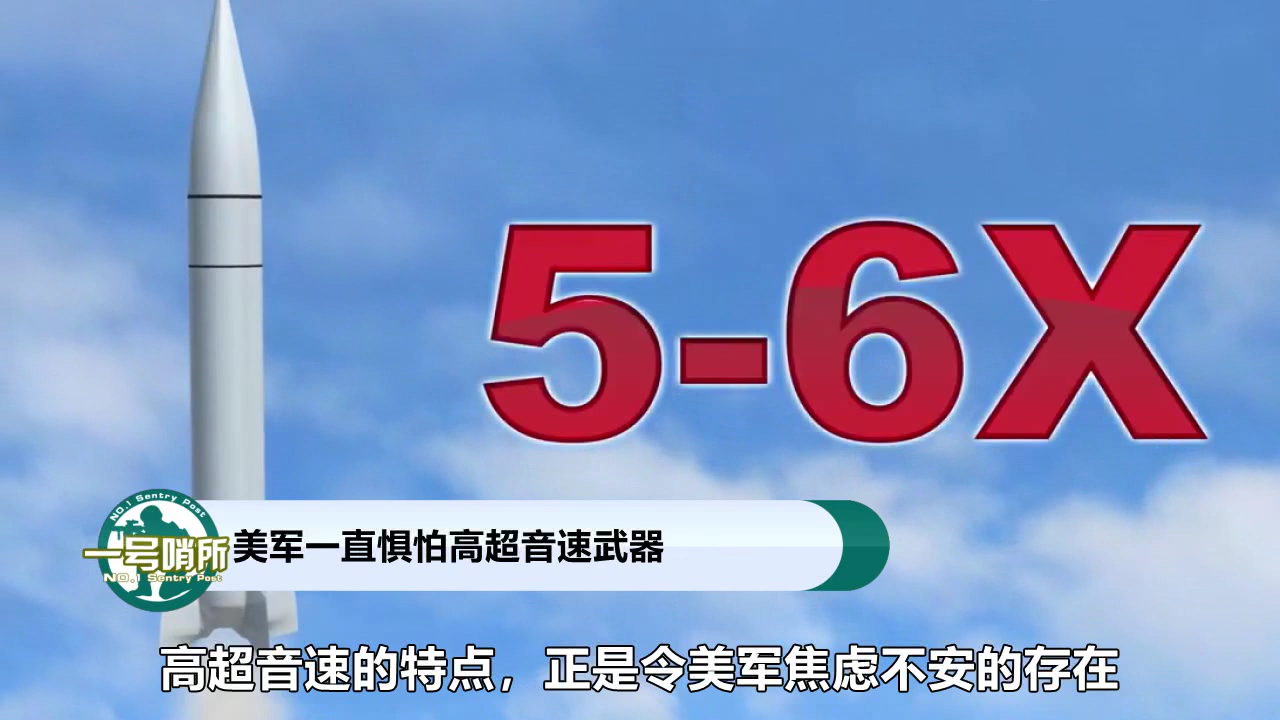 5-6X
NO.1 Sentry Post
一号哨所
NO.1 Sentry Post
美军一直惧怕高超音速武器
高超音速的特点，正是令美军焦虑不安的存在